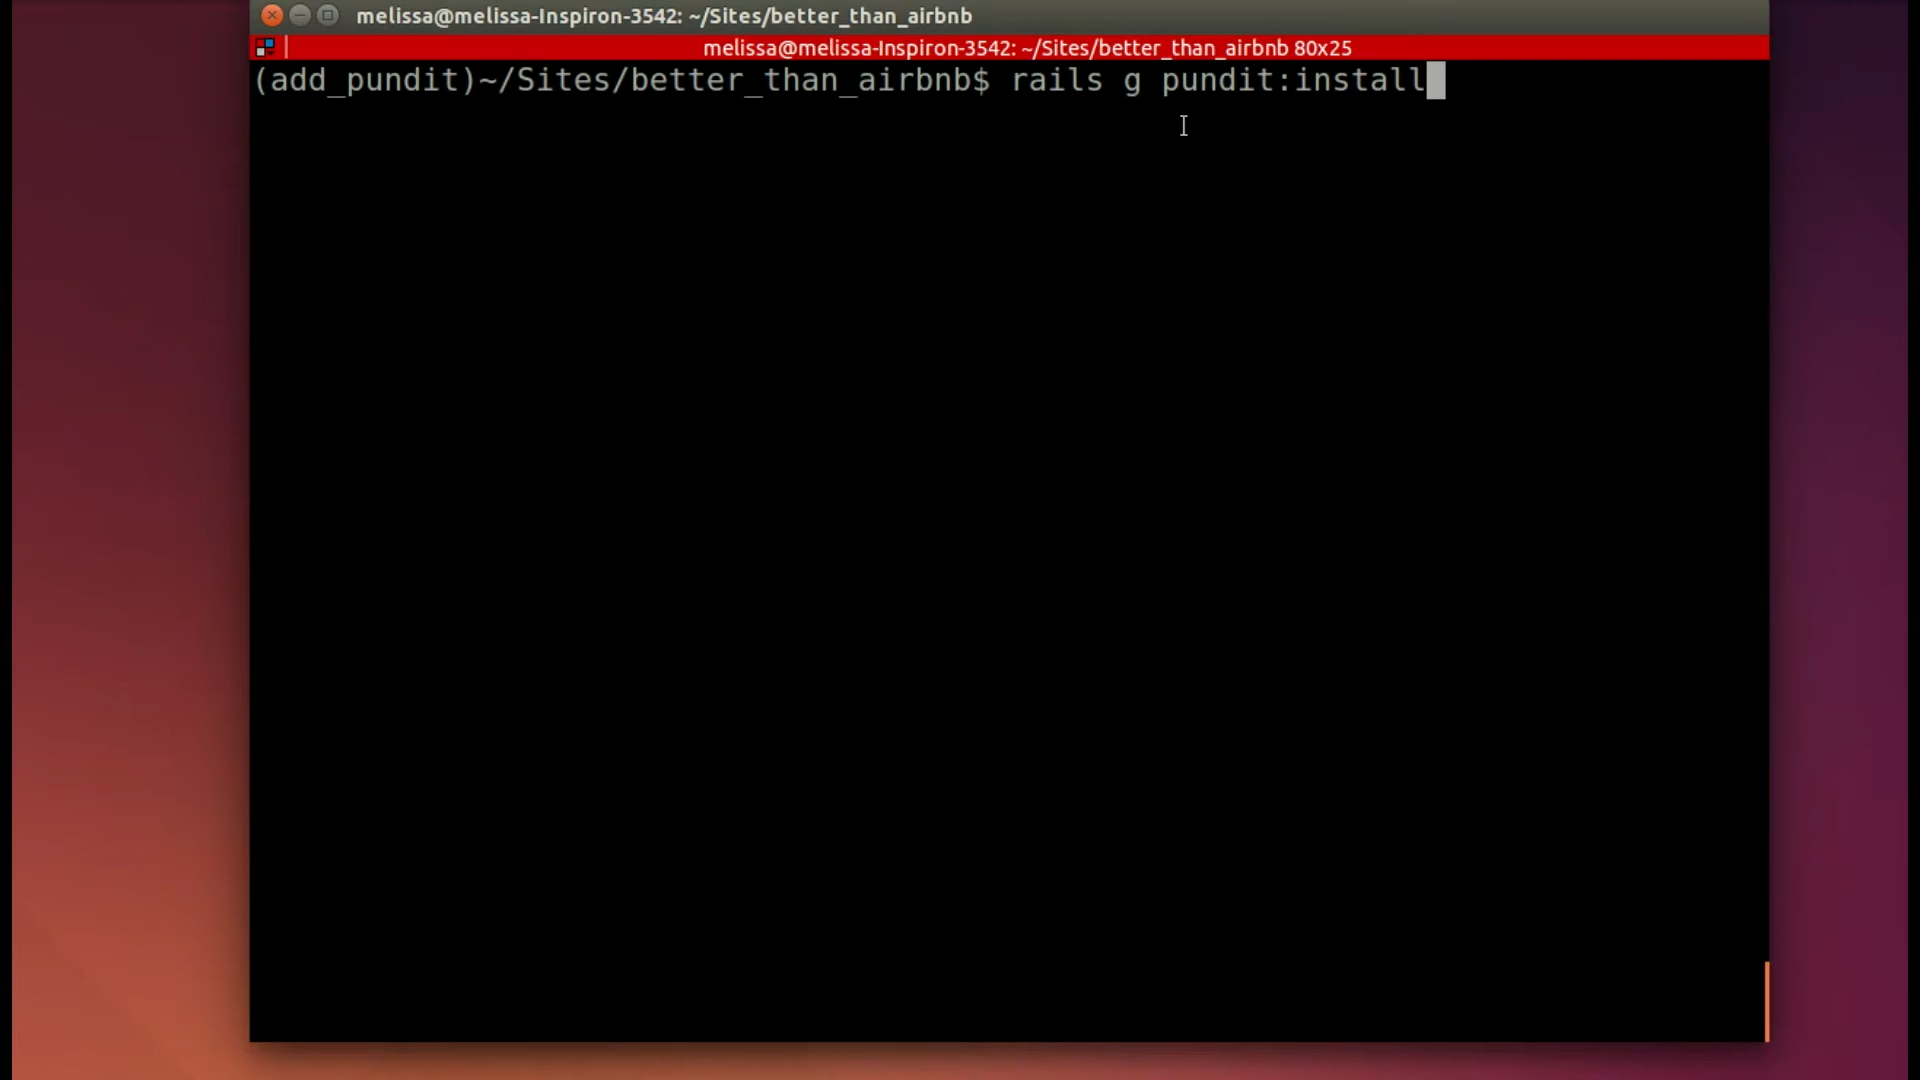 melissa@melissa-Inspiron-3542: ~/Sites/better_than_airbnb
melissa@melissa-Inspiron-3542: ~/Sites/better_than_airbnb 80x25
(add_pundit)~/Sites/better_than_airbnb$ rails g pundit:install